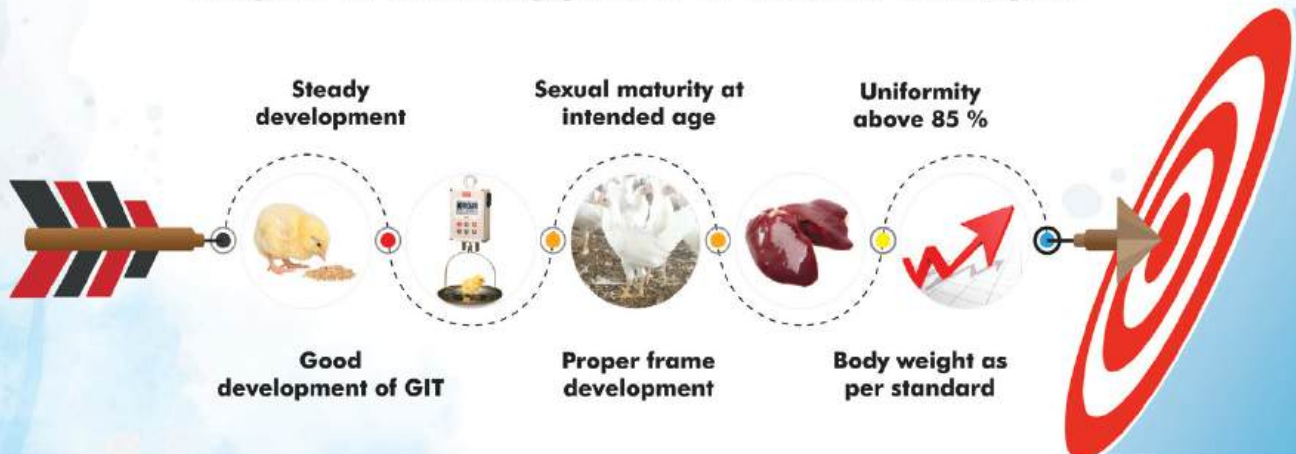 Steady
development
Sexual maturity at
intended age
Uniformity
above 85 %
Good
development of GIT
Proper frame
development
Body weight as
per standard